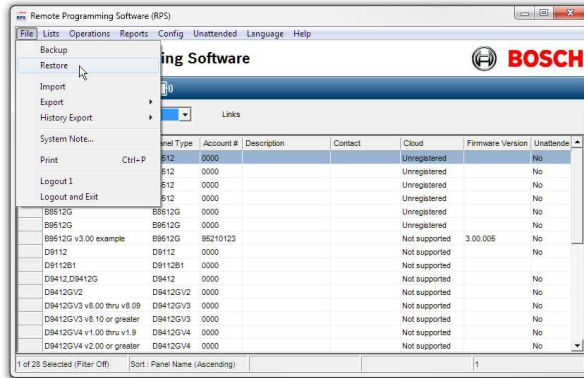 Remote Programming Software (RPS)
File Lists Operations Reports Config Unattended Language Help
Backup
Restore
Import
Export
History Export
System Note...
Print Ctrl+P
Logout 1
Logout and Exit
ing Software
BOSCH
Links
anel Type Account # Description Contact Cloud Firmware Version Unattende
512 0000 Unregistered No
512 0000 Unregistered No
512 0000 Unregistered No
512 0000 Unregistered No
B8512G B8512G 0000 Unregistered No
B9512G B9512G 0000 Unregistered No
B9512G v3.00 example B9512G 95210123 Not supported 3.00.005 No
D9112 D9112 0000 Not supported No
D9112B1 D9112B1 0000 Not supported
D9412,D9412G D9412 0000 Not supported No
D9412GV2 D9412GV2 0000 Not supported No
D9412GV3 v8.00 thru v8.09 D9412GV3 0000 Not supported No
D9412GV3 v8.10 or greater D9412GV3 0000 Not supported No
D9412GV4 v1.00 thru v1.9 D9412GV4 0000 Not supported No
D9412GV4 v2.00 or greater D9412GV4 0000 Not supported No
1 of 28 Selected (Filter Off) Sort : Panel Name (Ascending) 1